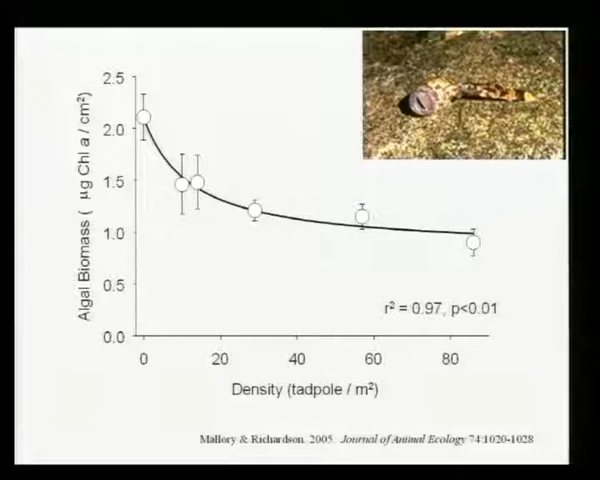 2.5
2.0
1.5
1.0
0.5
0.0
Algal Biomass ( µg Chl a / cm²)
r² = 0.97, p<0.01
0 20 40 60 80
Density (tadpole / m²)
Mallory & Richardson. 2005. Journal of Animal Ecology 74:1020-1028